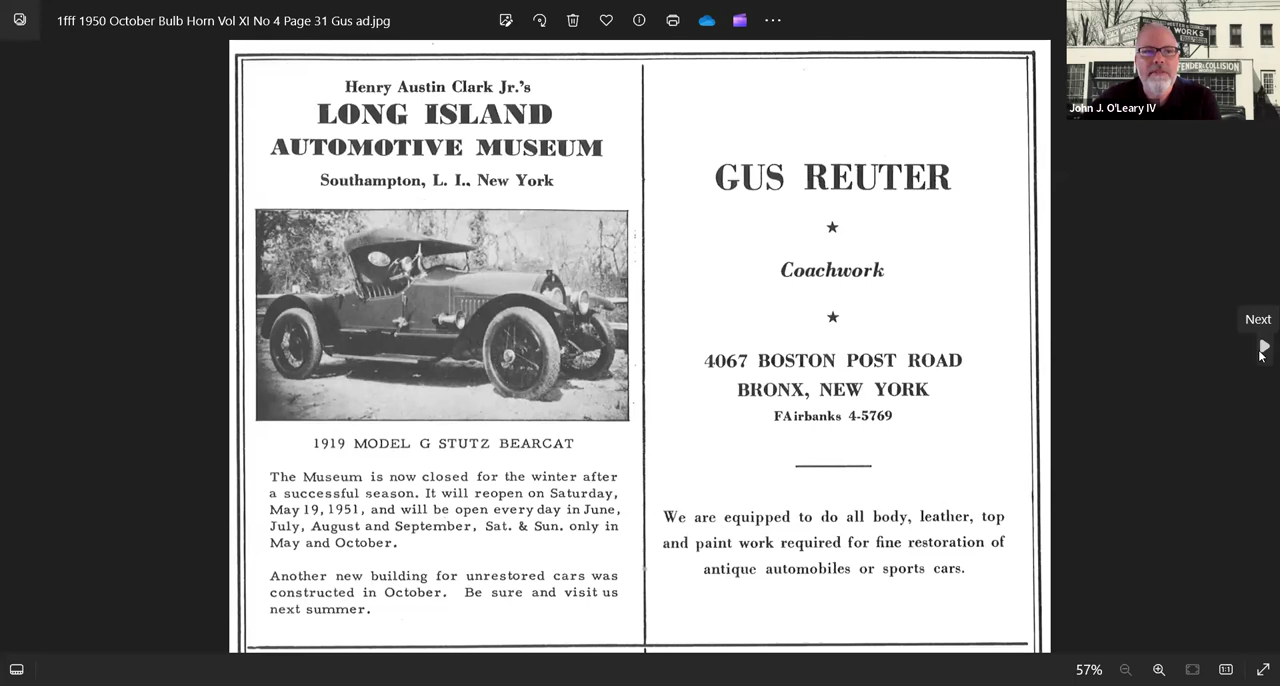 1fff 1950 October Bulb Horn Vol XI No 4 Page 31 Gus ad.jpg
WORKS
FENDER & COLLISION
WORKS
John J. O'Leary IV
Henry Austin Clark Jr.'s
LONG ISLAND
AUTOMOTIVE MUSEUM
Southampton, L. I., New York
1919 MODEL G STUTZ BEARCAT
The Museum is now closed for the winter after
a successful season. It will reopen on Saturday,
May 19, 1951, and will be open every day in June,
July, August and September, Sat. & Sun. only in
May and October.
Another new building for unrestored cars was
constructed in October. Be sure and visit us
next summer.
GUS REUTER
Coachwork
4067 BOSTON POST ROAD
BRONX, NEW YORK
FAirbanks 4-5769
We are equipped to do all body, leather, top
and paint work required for fine restoration of
antique automobiles or sports cars.
Next
57%
1:1